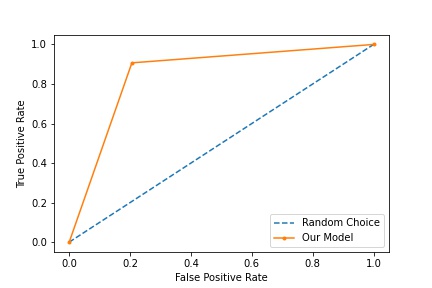 1.0
0.8
0.6
0.4
0.2
0.0
True Positive Rate
Random Choice
Our Model
0.0 0.2 0.4 0.6 0.8 1.0
False Positive Rate